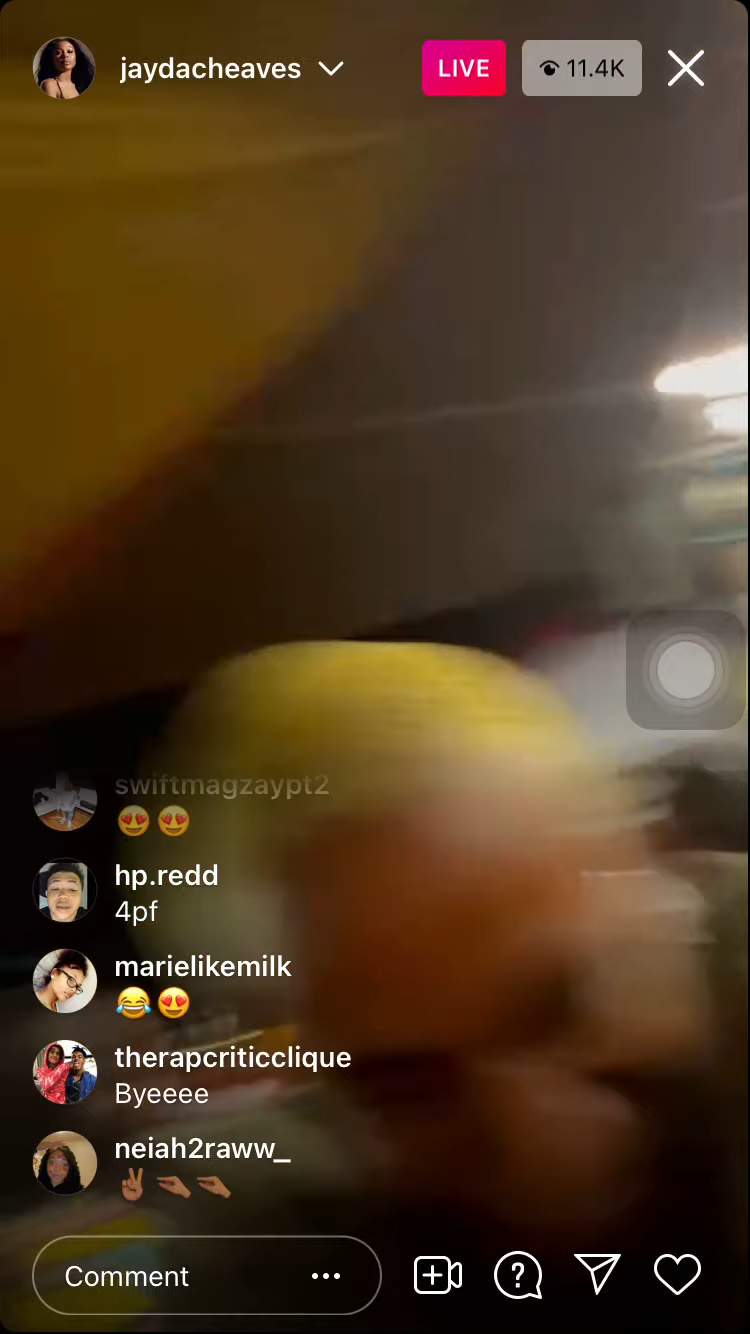 jaydacheaves
LIVE
11.4K
swiftmagzaypt2
😍😍
hp.redd
4pf
marielikemilk
😂😍
therapcriticclique
Byeeee
neiah2raww_
✌🏽🤏🏽🤏🏽
Comment